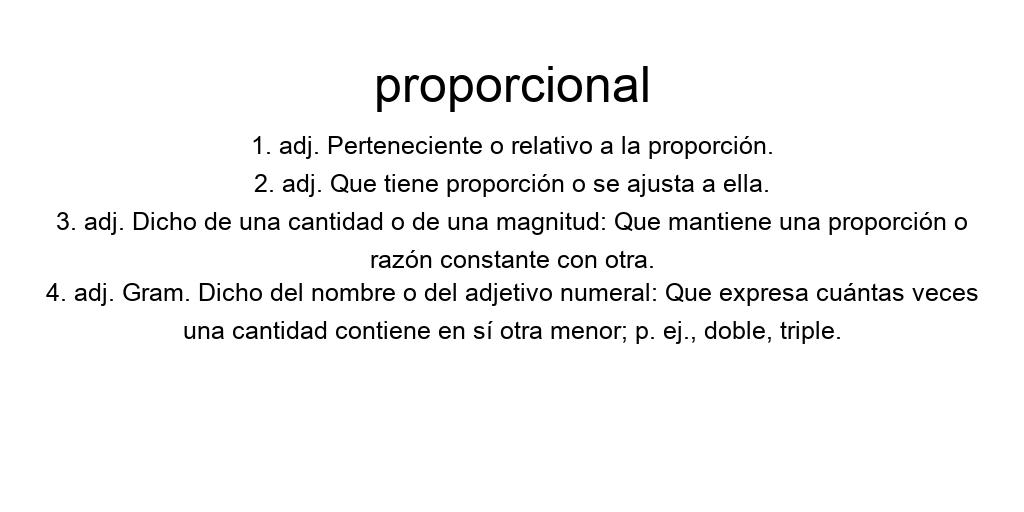 proporcional
1. adj. Perteneciente o relativo a la proporción.
2. adj. Que tiene proporción o se ajusta a ella.
3. adj. Dicho de una cantidad o de una magnitud: Que mantiene una proporción o
razón constante con otra.
4. adj. Gram. Dicho del nombre o del adjetivo numeral: Que expresa cuántas veces
una cantidad contiene en sí otra menor; p. ej., doble, triple.